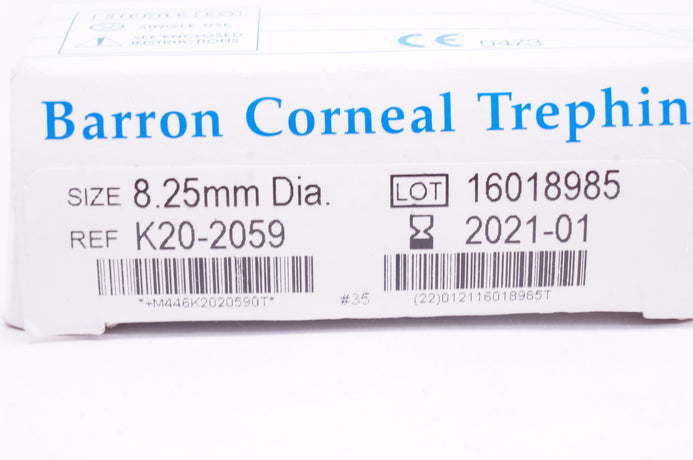 STERILE EO
SINGLE USE
SEE ENCLOSED
INSTRUCTIONS
CE 0473
Barron Corneal Trephin
SIZE 8.25mm Dia.
LOT 16018985
REF K20-2059
2021-01
*+M446K2020590T*
#35
(22)012116018985T